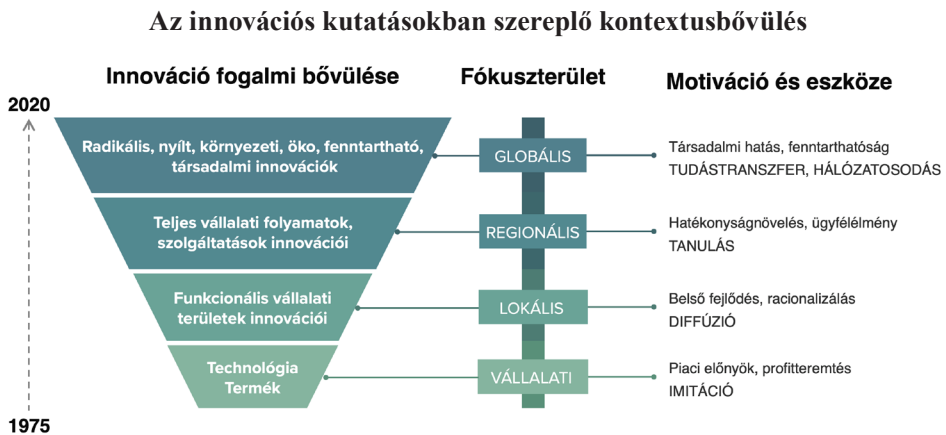 Az innovációs kutatásokban szereplő kontextusbővülés
Innováció fogalmi bővülése
Fókuszterület
Motiváció és eszköze
2020
Radikális, nyílt, környezeti, öko, fenntartható,
társadalmi innovációk
GLOBÁLIS
Társadalmi hatás, fenntarthatóság
TUDÁSTRANSZFER, HÁLÓZATOSODÁS
Teljes vállalati folyamatok,
szolgáltatások innovációi
REGIONÁLIS
Hatékonyságnövelés, ügyfélélmény
TANULÁS
Funkcionális vállalati
területek innovációi
LOKÁLIS
Belső fejlődés, racionalizálás
DIFFÚZIÓ
Technológia
Termék
VÁLLALATI
Piaci előnyök, profitteremtés
IMITÁCIÓ
1975